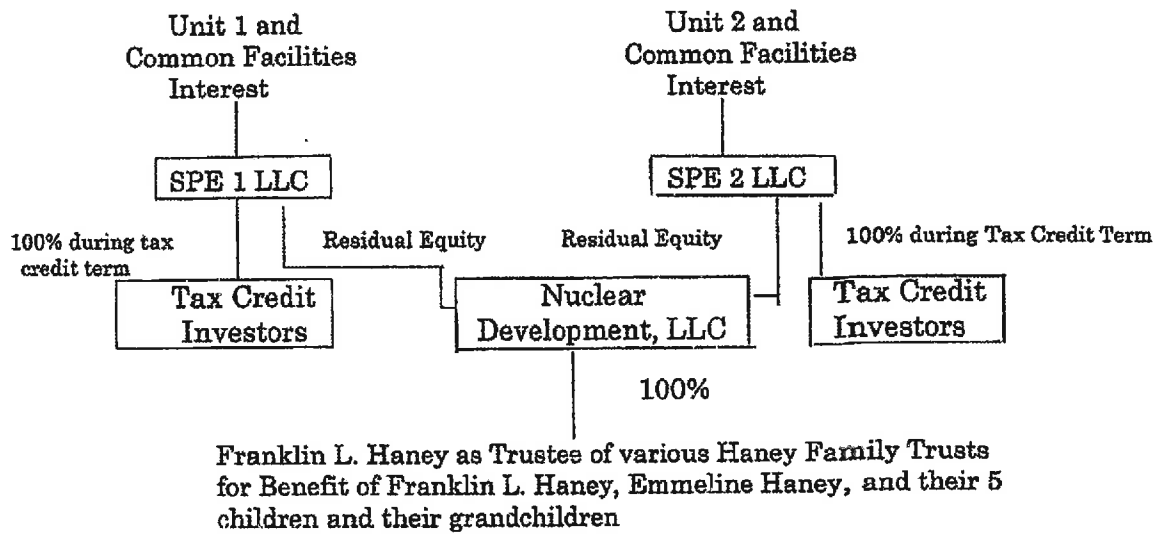 Unit 1 and
Common Facilities
Interest
Unit 2 and
Common Facilities
Interest
SPE 1 LLC
SPE 2 LLC
100% during tax
credit term
Residual Equity
Residual Equity
100% during Tax Credit Term
Tax Credit
Investors
Nuclear
Development, LLC
Tax Credit
Investors
100%
Franklin L. Haney as Trustee of various Haney Family Trusts
for Benefit of Franklin L. Haney, Emmeline Haney, and their 5
children and their grandchildren